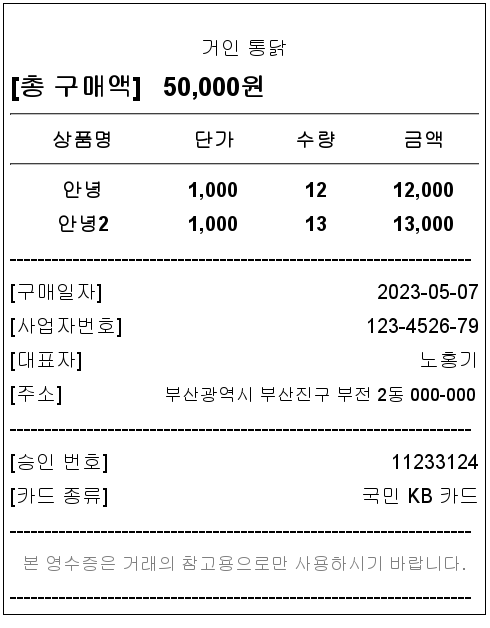 거인 통닭
[총 구매액] 50,000원
상품명 단가 수량 금액
안녕 1,000 12 12,000
안녕2 1,000 13 13,000
[구매일자] 2023-05-07
[사업자번호] 123-4526-79
[대표자] 노홍기
[주소] 부산광역시 부산진구 부전 2동 000-000
[승인 번호] 11233124
[카드 종류] 국민 KB 카드
본 영수증은 거래의 참고용으로만 사용하시기 바랍니다.